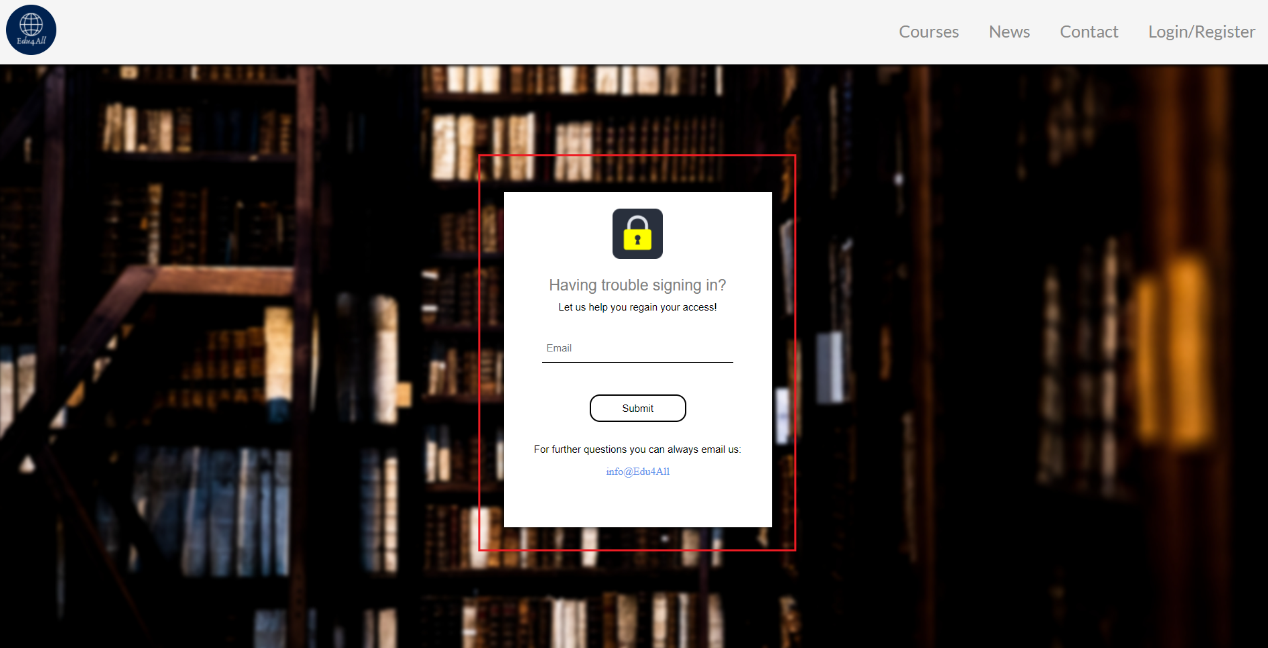 Edu4All
Courses News Contact Login/Register
Having trouble signing in?
Let us help you regain your access!
Email
Submit
For further questions you can always email us:
info@Edu4All